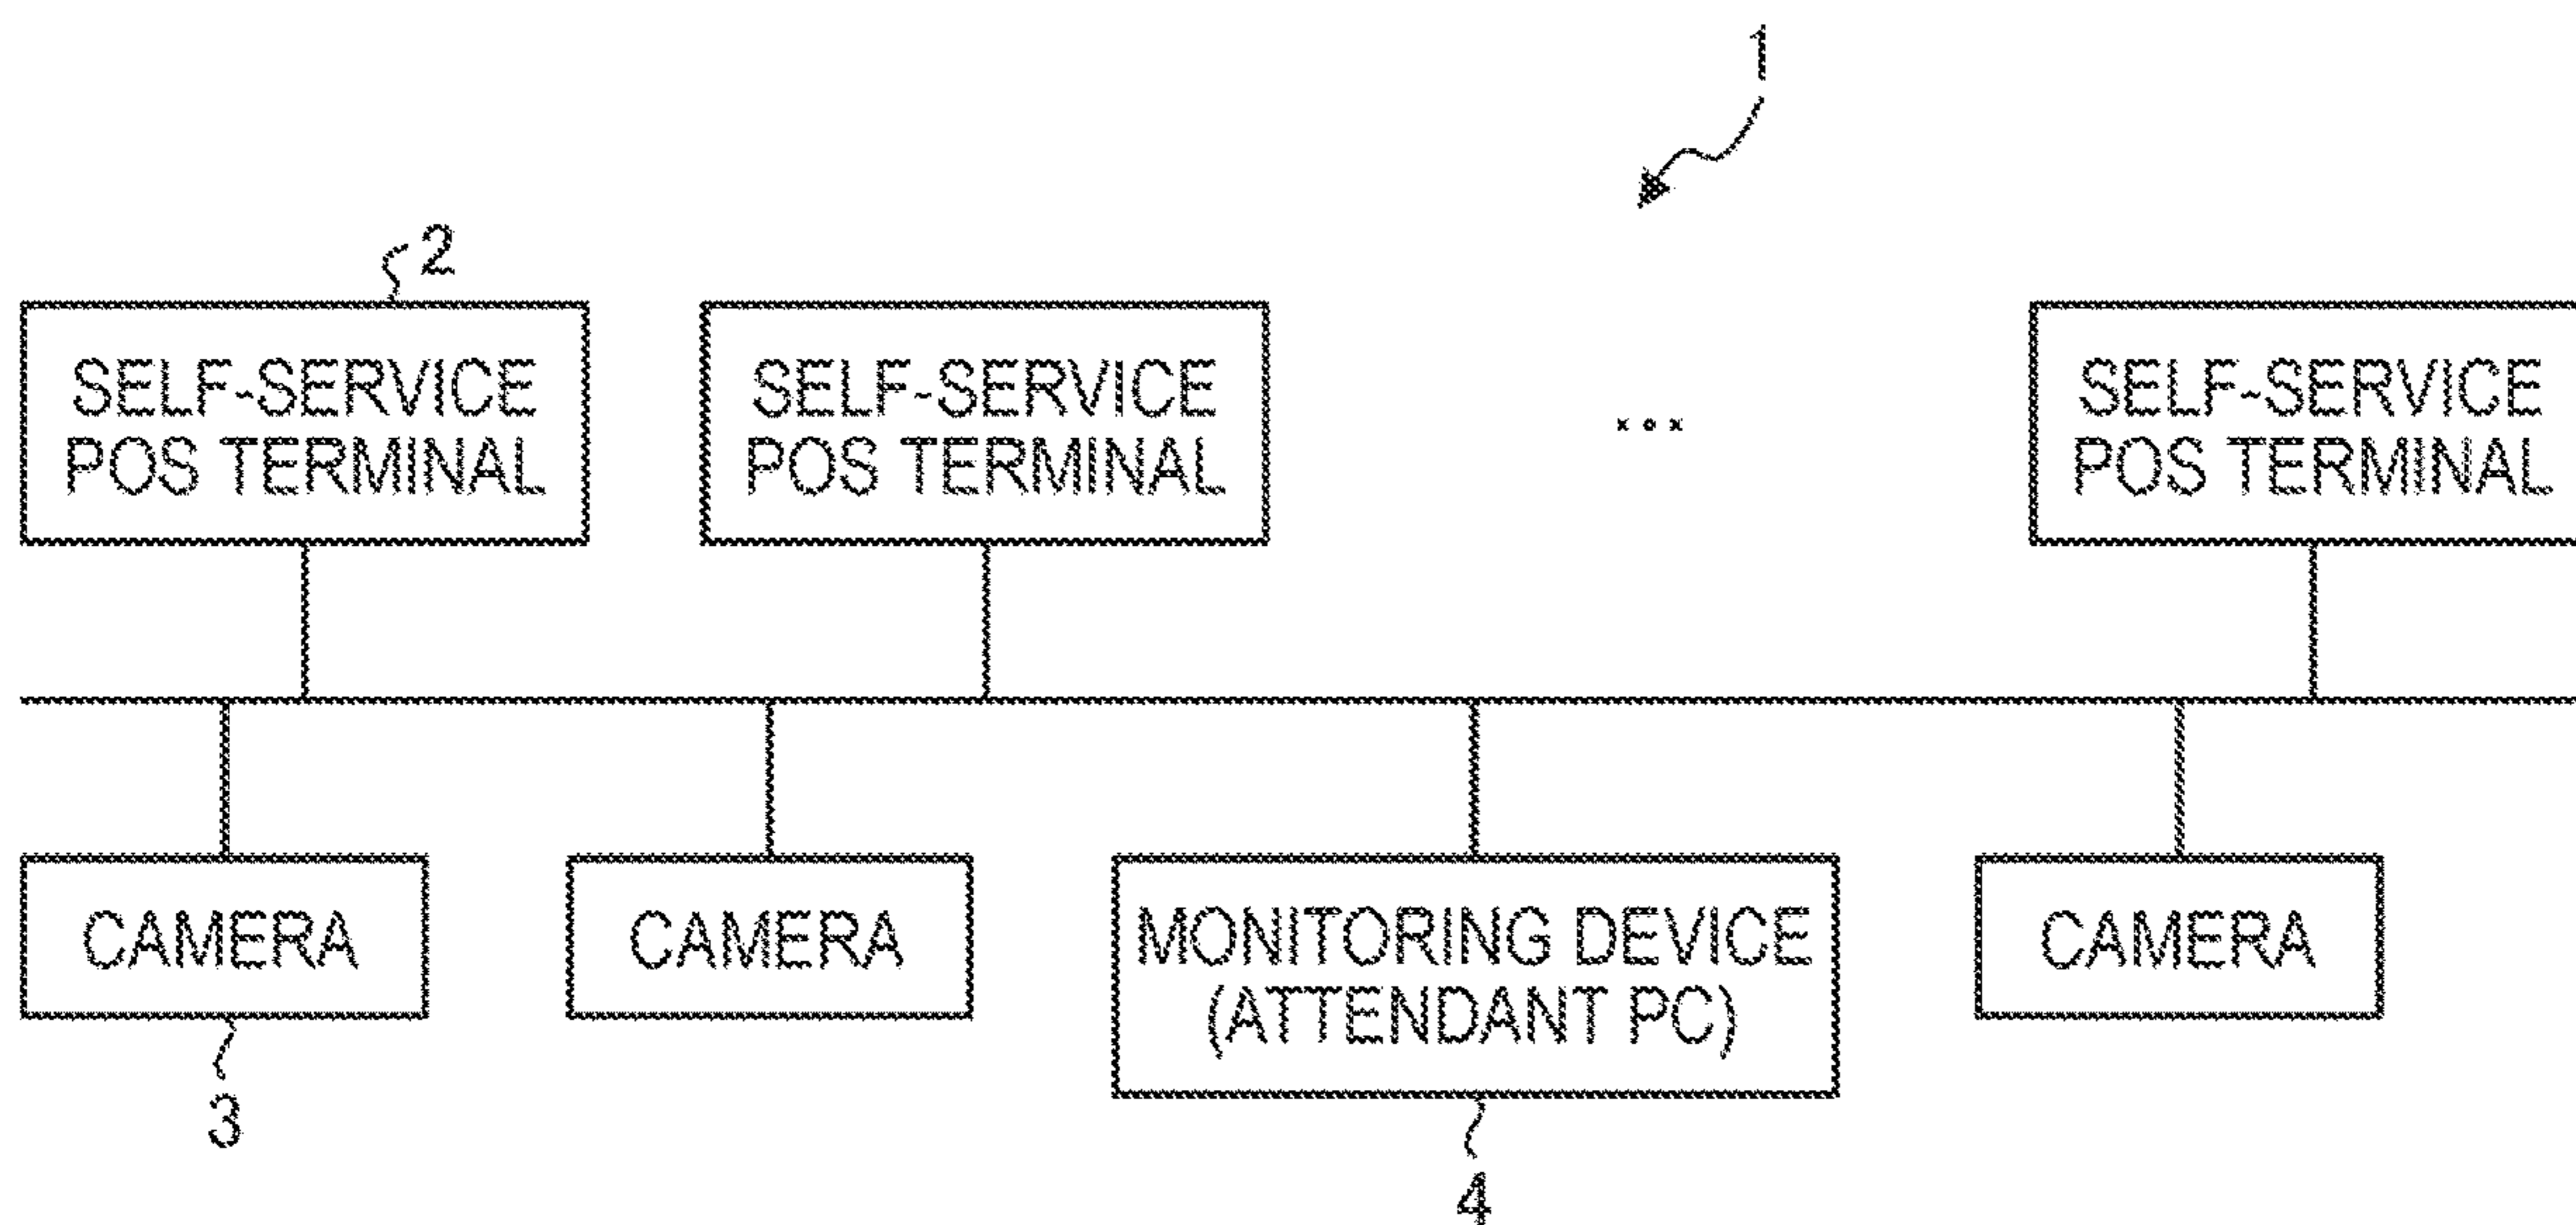 1
2
SELF-SERVICE
POS TERMINAL
SELF-SERVICE
POS TERMINAL
...
SELF-SERVICE
POS TERMINAL
CAMERA
CAMERA
MONITORING DEVICE
(ATTENDANT PC)
CAMERA
3
4